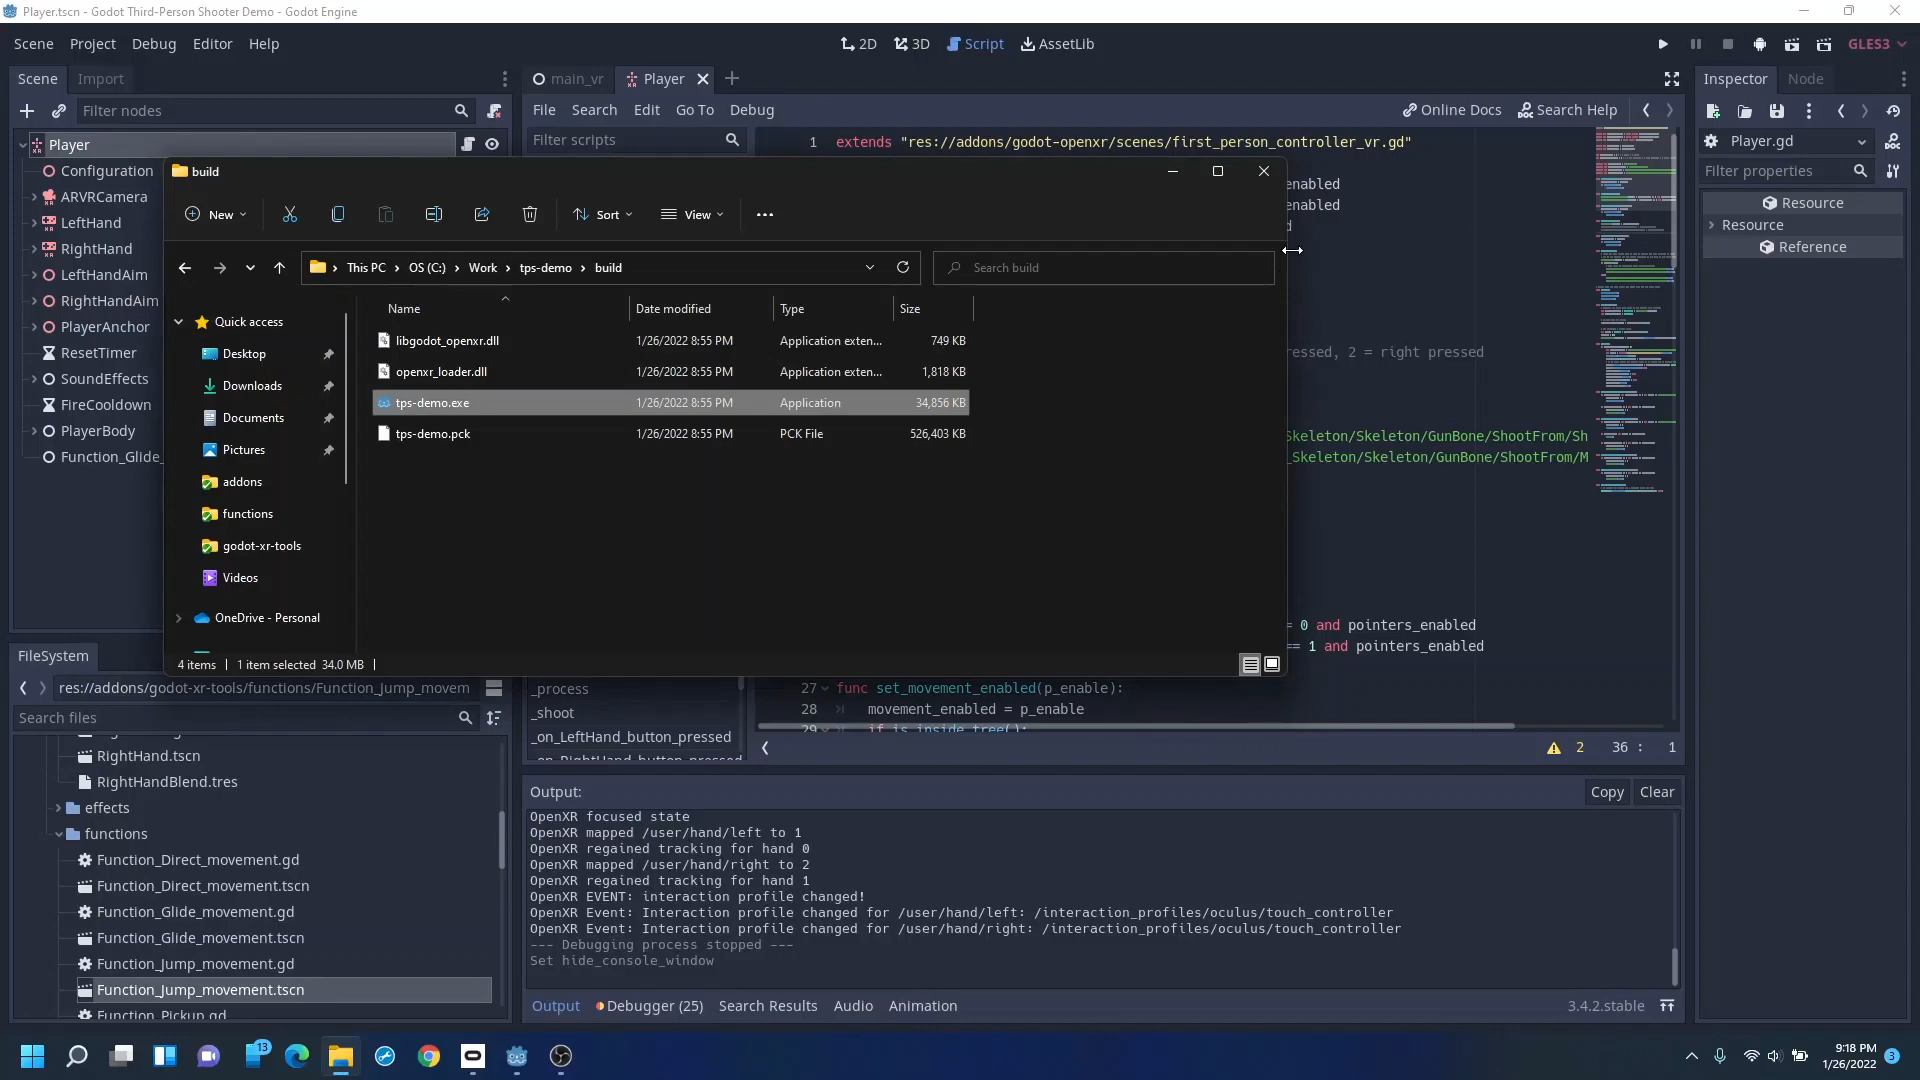 Player.tscn - Godot Third-Person Shooter Demo - Godot Engine
Scene Project Debug Editor Help
2D 3D Script AssetLib
GLES3
Scene Import
main_vr Player
Inspector Node
Filter nodes
File Search Edit Go To Debug
Online Docs Search Help
Filter scripts
Player.gd
Filter properties
Resource
Resource
Reference
Player
Configuration
ARVRCamera
LeftHand
RightHand
LeftHandAim
RightHandAim
PlayerAnchor
ResetTimer
SoundEffects
FireCooldown
PlayerBody
Function_Glide_
1 extends "res://addons/godot-openxr/scenes/first_person_controller_vr.gd"
enabled
enabled
d
ressed, 2 = right pressed
Skeleton/Skeleton/GunBone/ShootFrom/Sh
_Skeleton/Skeleton/GunBone/ShootFrom/M
= 0 and pointers_enabled
== 1 and pointers_enabled
27 func set_movement_enabled(p_enable):
28 movement_enabled = p_enable
29 if is_inside_tree():
build
New Sort View
This PC OS (C:) Work tps-demo build
Search build
Name Date modified Type Size
libgodot_openxr.dll 1/26/2022 8:55 PM Application exten... 749 KB
openxr_loader.dll 1/26/2022 8:55 PM Application exten... 1,818 KB
tps-demo.exe 1/26/2022 8:55 PM Application 34,856 KB
tps-demo.pck 1/26/2022 8:55 PM PCK File 526,403 KB
Quick access
Desktop
Downloads
Documents
Pictures
addons
functions
godot-xr-tools
Videos
OneDrive - Personal
4 items 1 item selected 34.0 MB
_process
_shoot
_on_LeftHand_button_pressed
_on_RightHand_button_pressed
2 36 : 1
FileSystem
res://addons/godot-xr-tools/functions/Function_Jump_movem
Search files
RightHand.tscn
RightHandBlend.tres
effects
functions
Function_Direct_movement.gd
Function_Direct_movement.tscn
Function_Glide_movement.gd
Function_Glide_movement.tscn
Function_Jump_movement.gd
Function_Jump_movement.tscn
Function_Pickup.gd
Output:
Copy Clear
OpenXR focused state
OpenXR mapped /user/hand/left to 1
OpenXR regained tracking for hand 0
OpenXR mapped /user/hand/right to 2
OpenXR regained tracking for hand 1
OpenXR EVENT: interaction profile changed!
OpenXR Event: Interaction profile changed for /user/hand/left: /interaction_profiles/oculus/touch_controller
OpenXR Event: Interaction profile changed for /user/hand/right: /interaction_profiles/oculus/touch_controller
--- Debugging process stopped ---
Set hide_console_window
Output Debugger (25) Search Results Audio Animation
3.4.2.stable
13
9:18 PM
1/26/2022
3